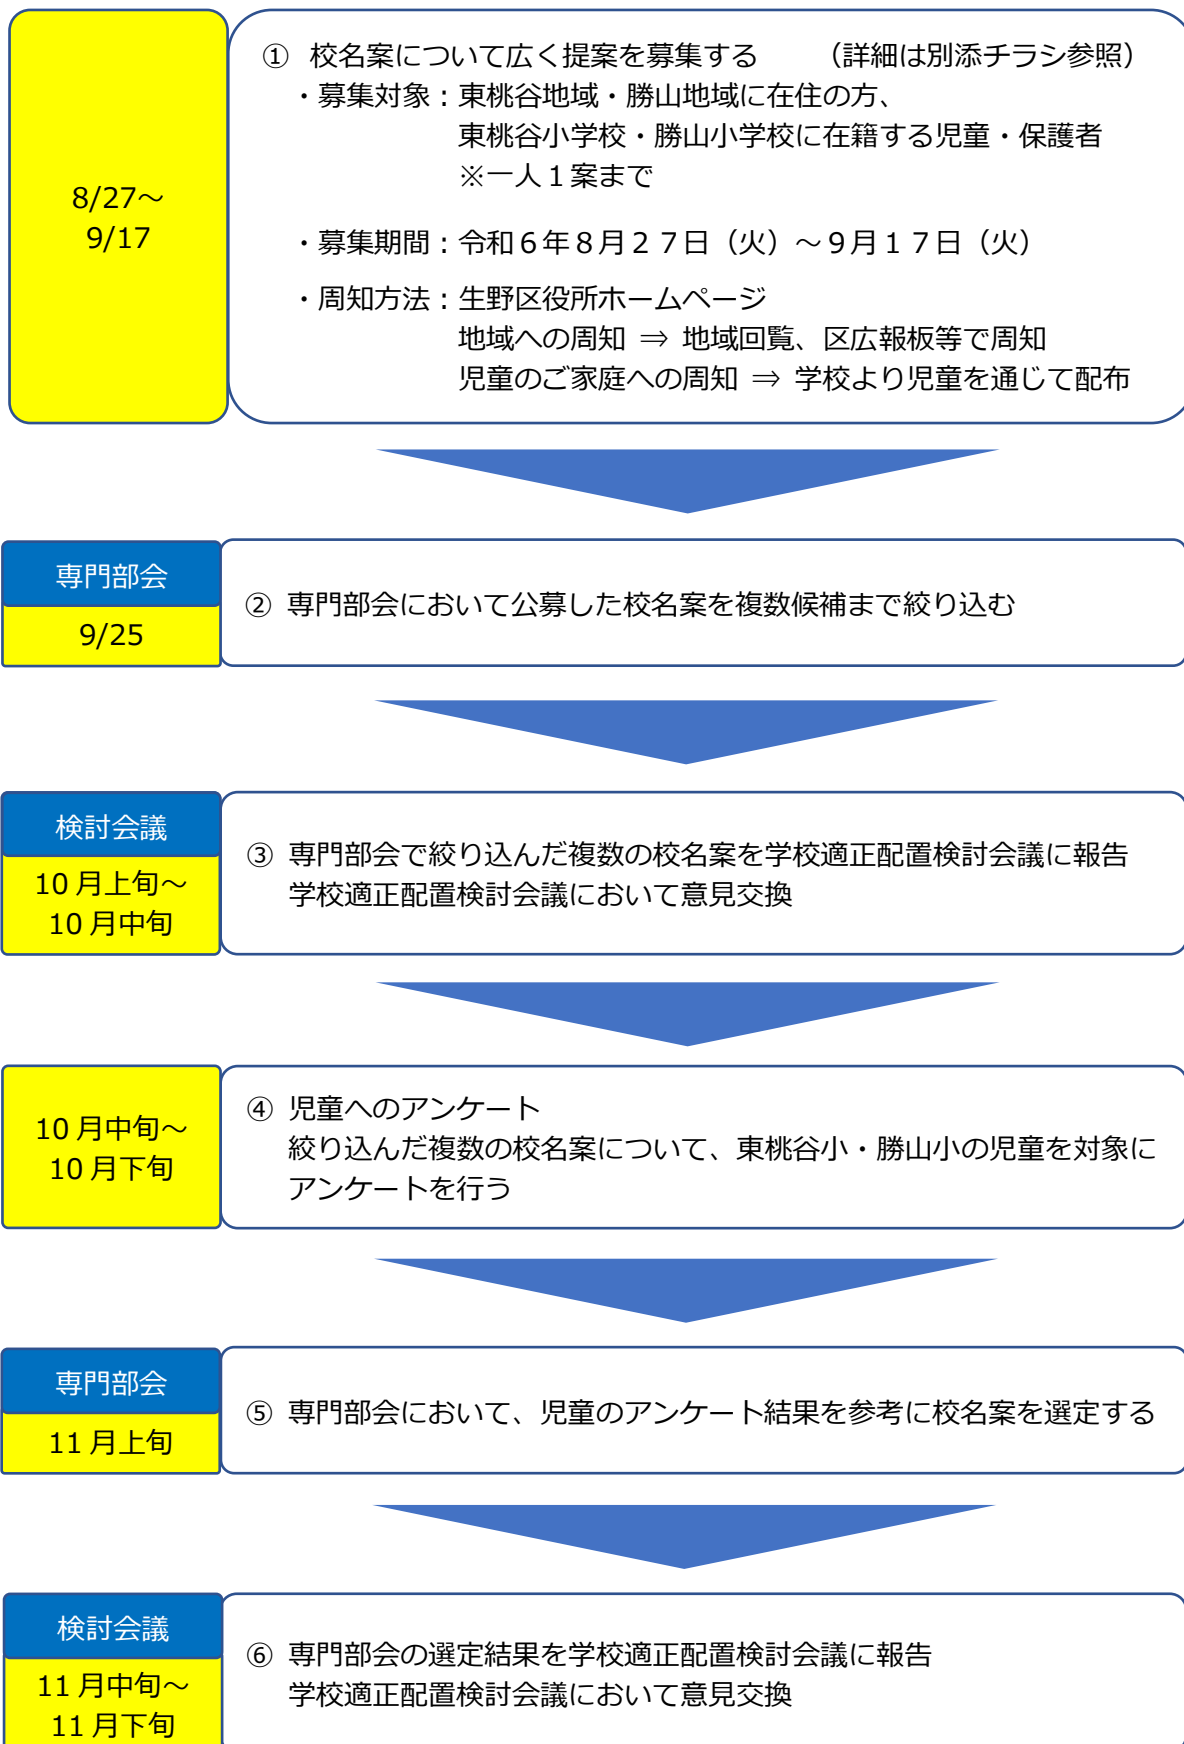 8/27～
9/17
① 校名案について広く提案を募集する　　（詳細は別添チラシ参照）
・募集対象：東桃谷地域・勝山地域に在住の方、
東桃谷小学校・勝山小学校に在籍する児童・保護者
※一人１案まで
・募集期間：令和６年８月２７日（火）～９月１７日（火）
・周知方法：生野区役所ホームページ
地域への周知 ⇒ 地域回覧、区広報板等で周知
児童のご家庭への周知 ⇒ 学校より児童を通じて配布
専門部会
9/25
② 専門部会において公募した校名案を複数候補まで絞り込む
検討会議
10 月上旬～
10 月中旬
③ 専門部会で絞り込んだ複数の校名案を学校適正配置検討会議に報告
学校適正配置検討会議において意見交換
10 月中旬～
10 月下旬
④ 児童へのアンケート
絞り込んだ複数の校名案について、東桃谷小・勝山小の児童を対象に
アンケートを行う
専門部会
11 月上旬
⑤ 専門部会において、児童のアンケート結果を参考に校名案を選定する
検討会議
11 月中旬～
11 月下旬
⑥ 専門部会の選定結果を学校適正配置検討会議に報告
学校適正配置検討会議において意見交換